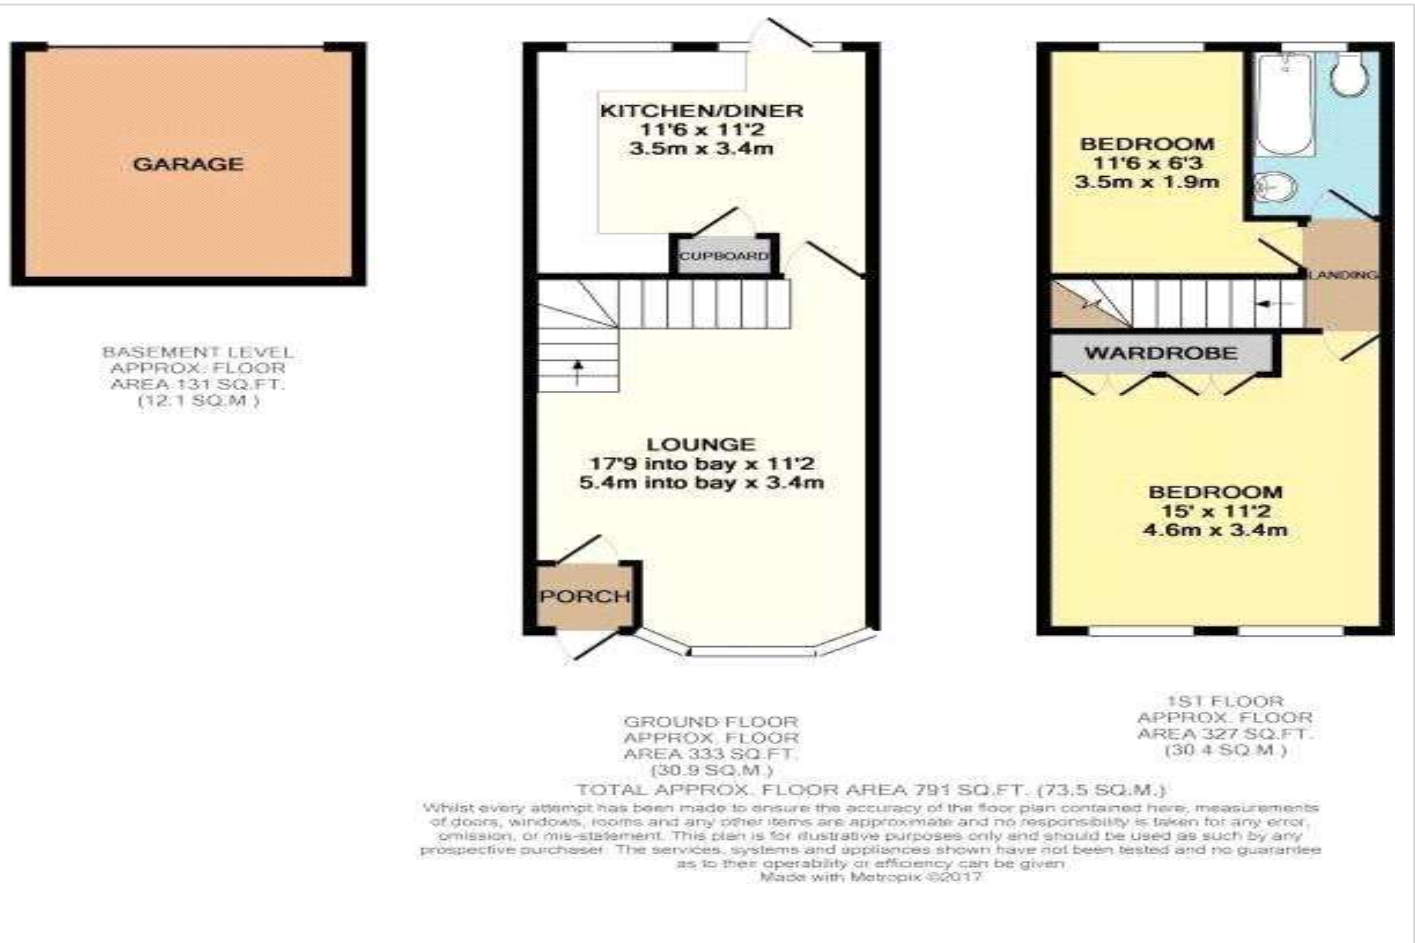 GARAGE
BASEMENT LEVEL
APPROX. FLOOR
AREA 131 SQ.FT.
(12.1 SQ.M.)
KITCHEN/DINER
11'6 x 11'2
3.5m x 3.4m
CUPBOARD
LOUNGE
17'9 into bay x 11'2
5.4m into bay x 3.4m
PORCH
GROUND FLOOR
APPROX. FLOOR
AREA 333 SQ.FT.
(30.9 SQ.M.)
BEDROOM
11'6 x 6'3
3.5m x 1.9m
LANDING
WARDROBE
BEDROOM
15' x 11'2
4.6m x 3.4m
1ST FLOOR
APPROX. FLOOR
AREA 327 SQ.FT.
(30.4 SQ.M.)
TOTAL APPROX. FLOOR AREA 791 SQ.FT. (73.5 SQ.M.)
Whilst every attempt has been made to ensure the accuracy of the floor plan contained here, measurements
of doors, windows, rooms and any other items are approximate and no responsibility is taken for any error,
omission, or mis-statement. This plan is for illustrative purposes only and should be used as such by any
prospective purchaser. The services, systems and appliances shown have not been tested and no guarantee
as to their operability or efficiency can be given
Made with Metropix ©2017